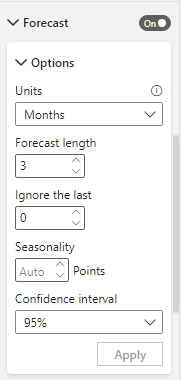 Forecast On
Options
Units
Months
Forecast length
3
Ignore the last
0
Seasonality
Auto Points
Confidence interval
95%
Apply